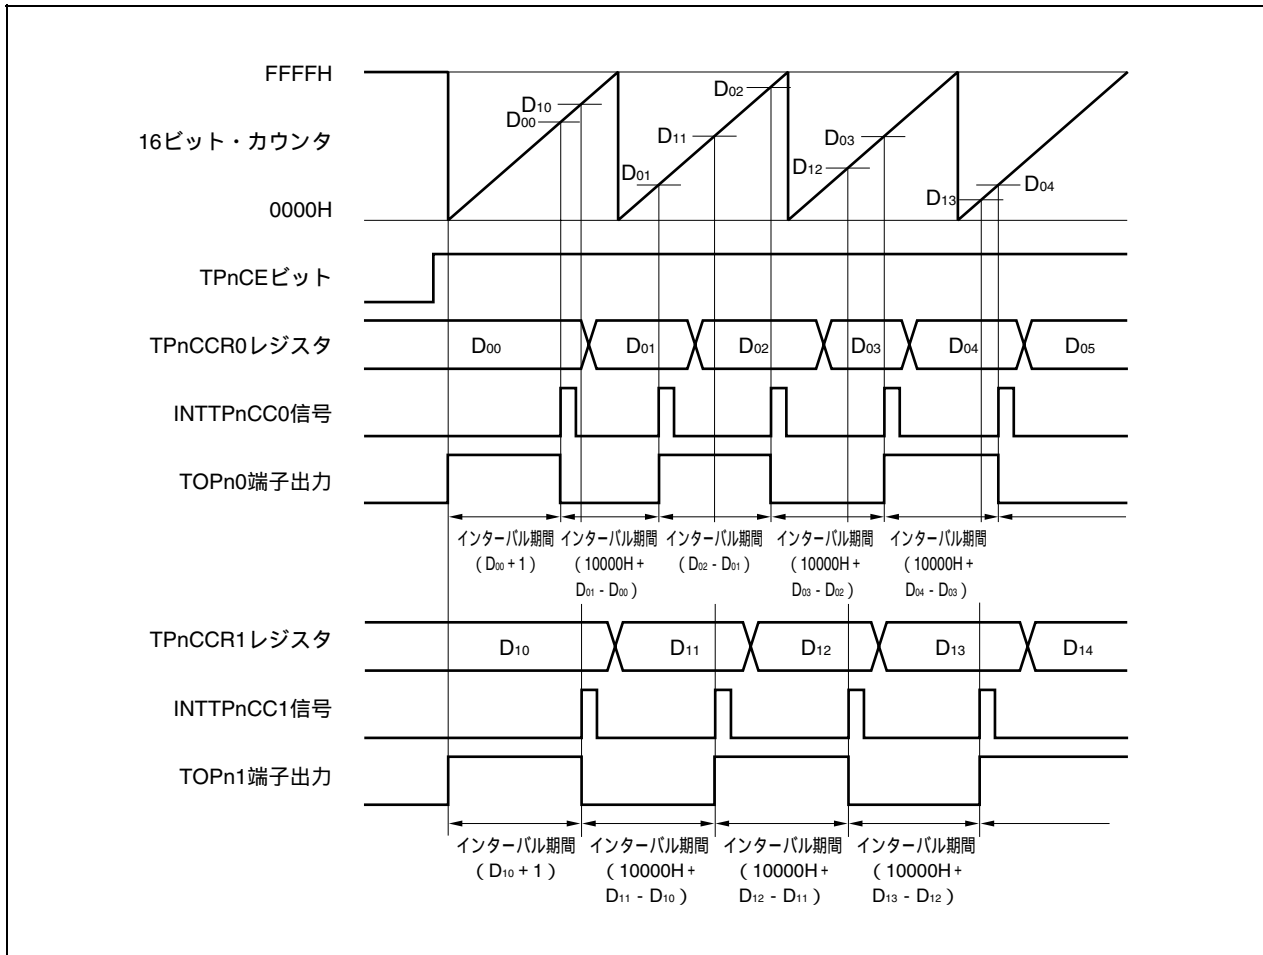 FFFFH
16ビット・カウンタ
0000H
D10
D00
D01
D11
D02
D12
D03
D13
D04
TPnCEビット
TPnCCR0レジスタ
D00
D01
D02
D03
D04
D05
INTTPnCC0信号
TOPn0端子出力
インターバル期間
(D00 + 1)
インターバル期間
(10000H +
D01 - D00)
インターバル期間
(D02 - D01)
インターバル期間
(10000H +
D03 - D02)
インターバル期間
(10000H +
D04 - D03)
TPnCCR1レジスタ
D10
D11
D12
D13
D14
INTTPnCC1信号
TOPn1端子出力
インターバル期間
(D10 + 1)
インターバル期間
(10000H +
D11 - D10)
インターバル期間
(10000H +
D12 - D11)
インターバル期間
(10000H +
D13 - D12)